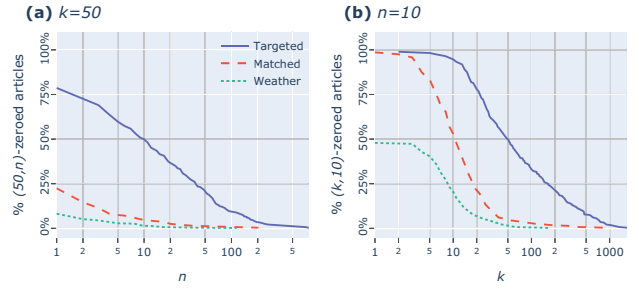 (a) k=50
% (50,n)-zeroed articles
100%
75%
50%
25%
0%
Targeted
Matched
Weather
1 2 5 10 2 5 100 2 5
n
(b) n=10
% (k,10)-zeroed articles
100%
75%
50%
25%
0%
1 2 5 10 2 5 100 2 5 1000
k